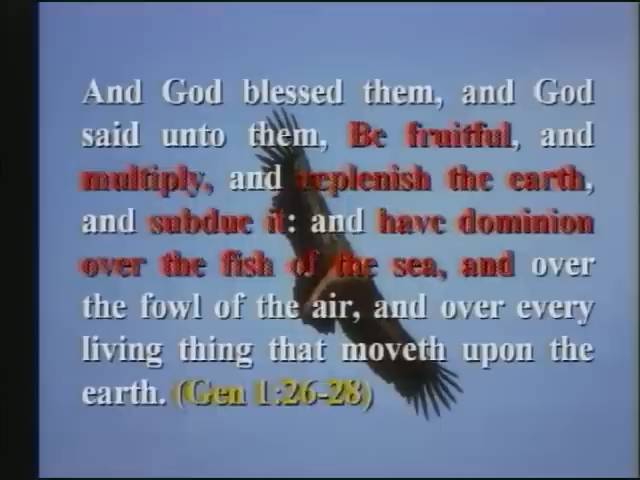 And God blessed them, and God
said unto them, Be fruitful, and
multiply, and replenish the earth,
and subdue it: and have dominion
over the fish of the sea, and over
the fowl of the air, and over every
living thing that moveth upon the
earth. (Gen 1:26-28)